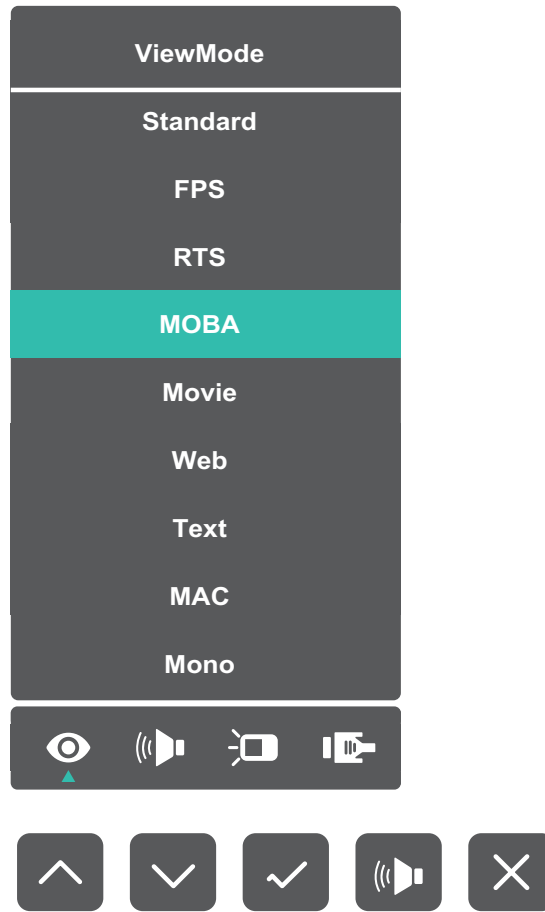 ViewMode
Standard
FPS
RTS
MOBA
Movie
Web
Text
MAC
Mono